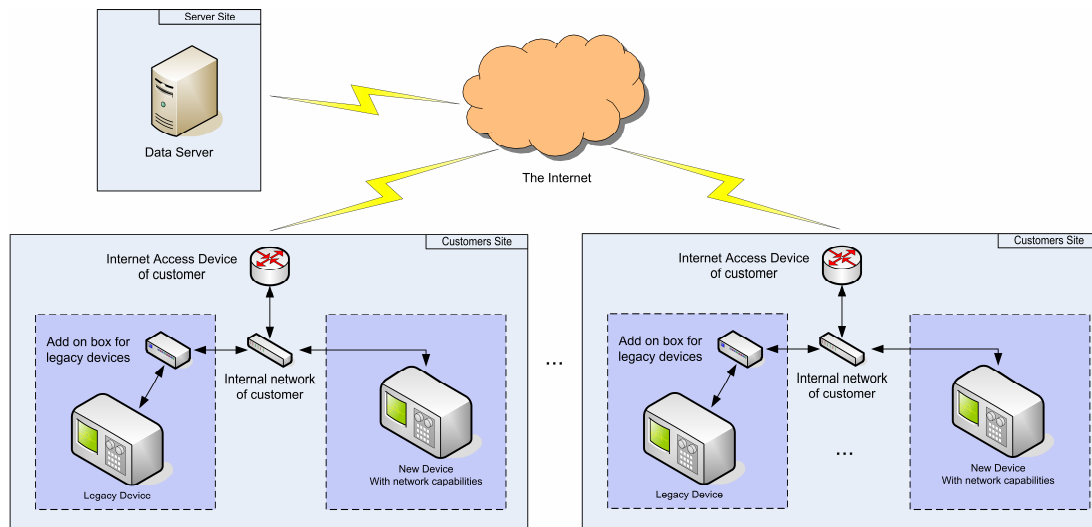 Server Site
Data Server
The Internet
Customers Site
Internet Access Device
of customer
Add on box for
legacy devices
Internal network
of customer
Legacy Device
New Device
With network capabilities
...
Customers Site
Internet Access Device
of customer
Add on box for
legacy devices
Internal network
of customer
...
Legacy Device
New Device
With network capabilities